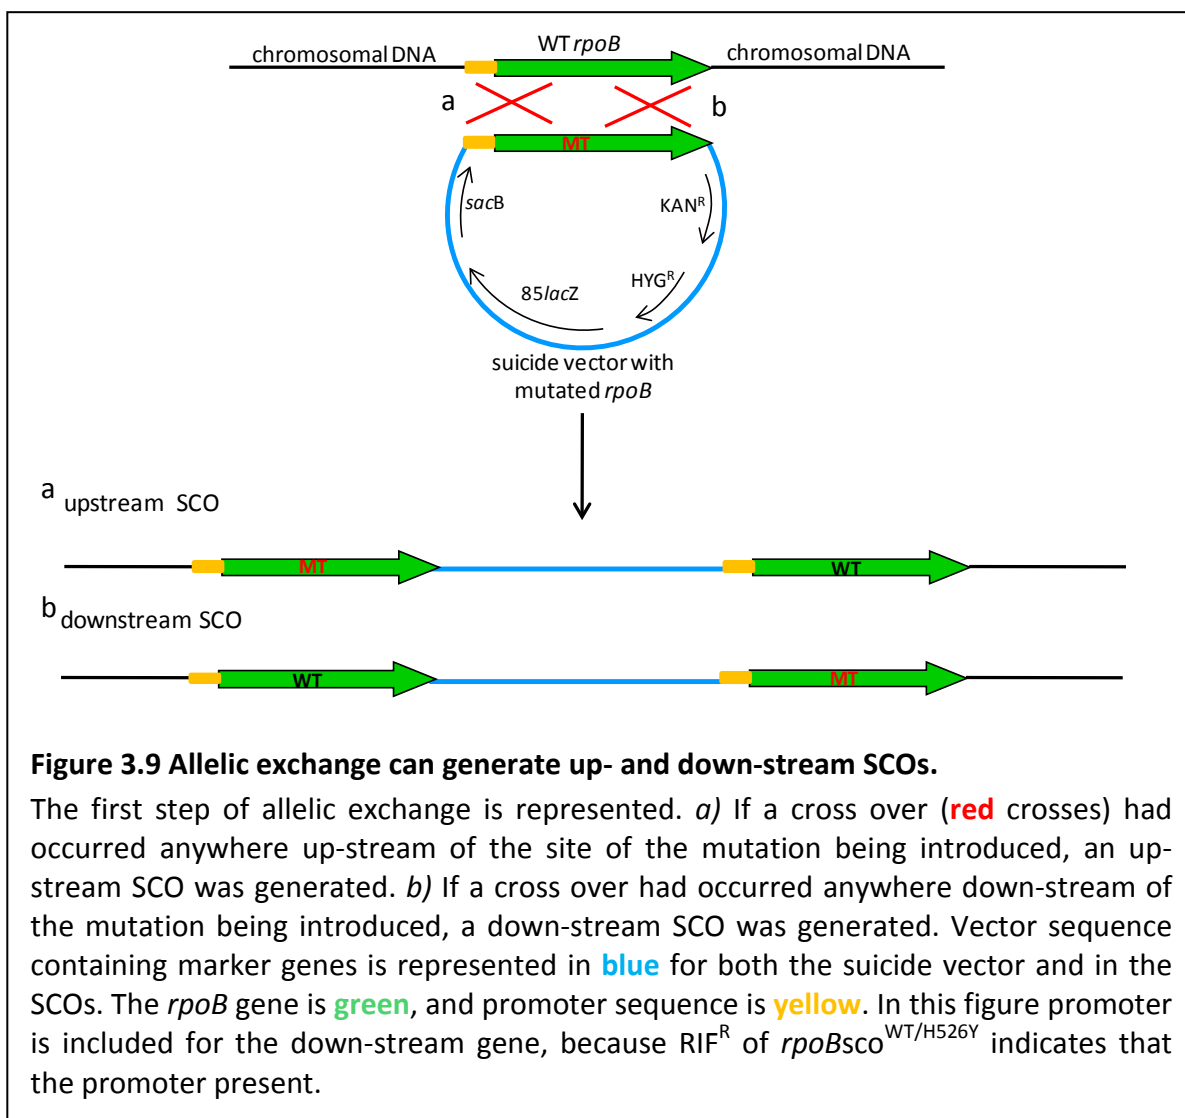 WT rpoB
chromosomal DNA
chromosomal DNA
a
b
MT
sacB
KANᴿ
HYGᴿ
85lacZ
suicide vector with
mutated rpoB
a upstream SCO
MT
WT
b downstream SCO
WT
MT
Figure 3.9 Allelic exchange can generate up- and down-stream SCOs.
The first step of allelic exchange is represented. a) If a cross over (red crosses) had
occurred anywhere up-stream of the site of the mutation being introduced, an up-
stream SCO was generated. b) If a cross over had occurred anywhere down-stream of
the mutation being introduced, a down-stream SCO was generated. Vector sequence
containing marker genes is represented in blue for both the suicide vector and in the
SCOs. The rpoB gene is green, and promoter sequence is yellow. In this figure promoter
is included for the down-stream gene, because RIFᴿ of rpoBscoᵂᵀ/ᴴ⁵²⁶ʸ indicates that
the promoter present.